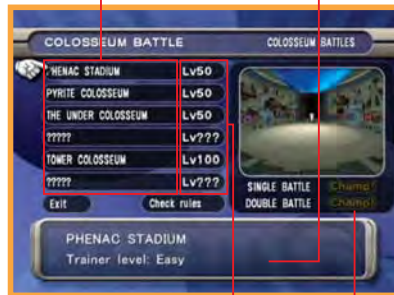 COLOSSEUM BATTLE COLOSSEUM BATTLES
PHENAC STADIUM Lv50
PYRITE COLOSSEUM Lv50
THE UNDER COLOSSEUM Lv50
????? Lv???
TOWER COLOSSEUM Lv100
????? Lv???
SINGLE BATTLE Champ!
DOUBLE BATTLE Champ!
Exit Check rules
PHENAC STADIUM
Trainer level: Easy